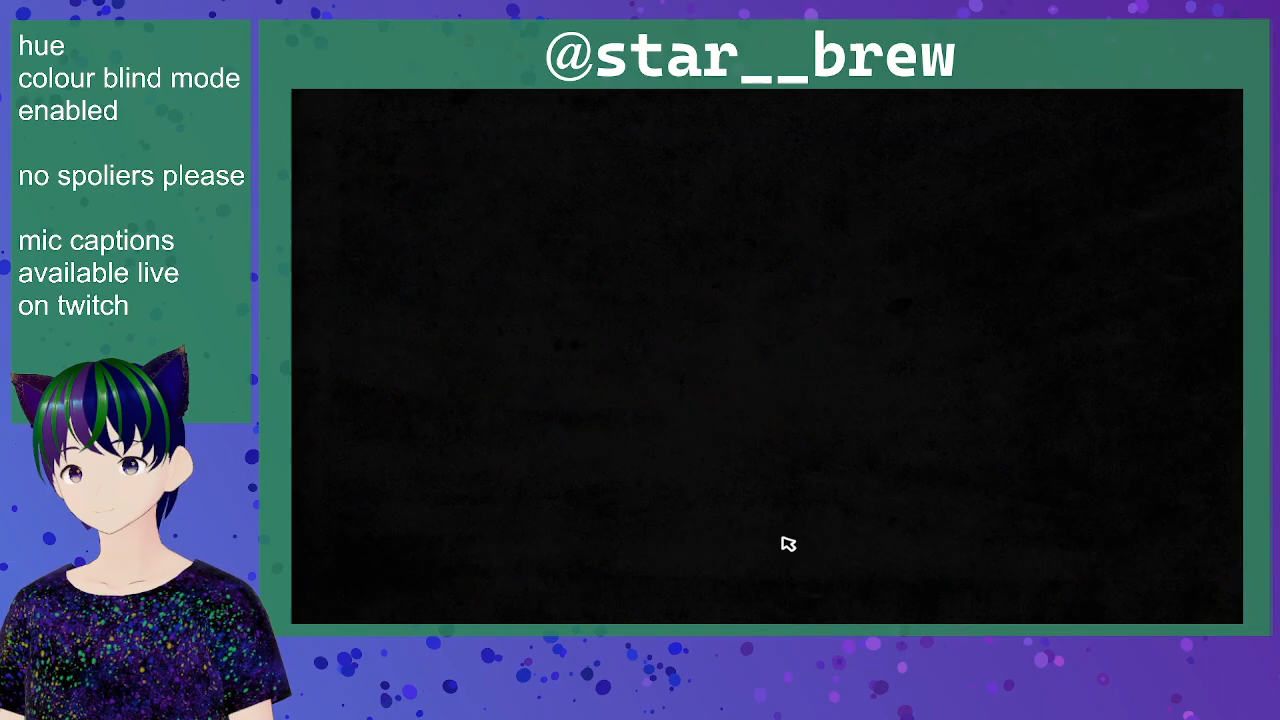 hue
colour blind mode
enabled
no spoliers please
mic captions
available live
on twitch
@star__brew